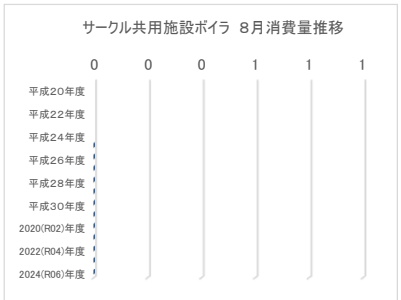 サークル共用施設ボイラ ８月消費量推移
0 0 0 1 1 1
平成２０年度
平成２２年度
平成２４年度
平成２６年度
平成２８年度
平成３０年度
2020(R02)年度
2022(R04)年度
2024(R06)年度